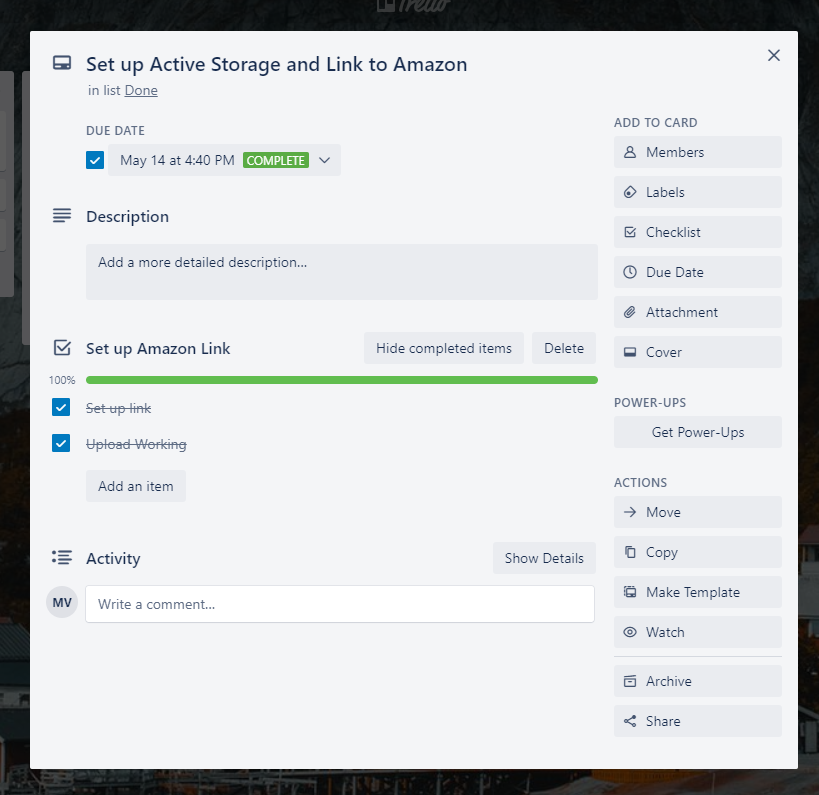 Trello
Set up Active Storage and Link to Amazon
in list Done
DUE DATE
May 14 at 4:40 PM COMPLETE
Description
Add a more detailed description...
Set up Amazon Link
Hide completed items
Delete
100%
Set up link
Upload Working
Add an item
Activity
Show Details
MV
Write a comment...
ADD TO CARD
Members
Labels
Checklist
Due Date
Attachment
Cover
POWER-UPS
Get Power-Ups
ACTIONS
Move
Copy
Make Template
Watch
Archive
Share